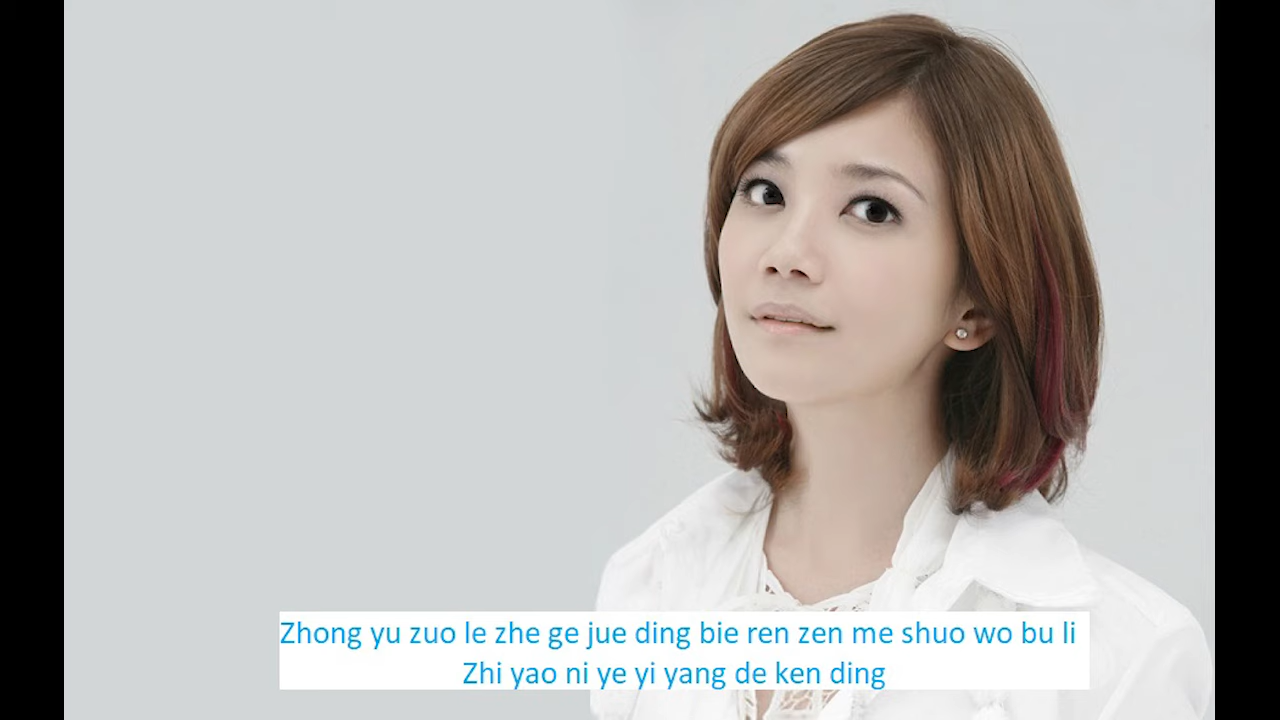 Zhong yu zuo le zhe ge jue ding bie ren zen me shuo wo bu li
Zhi yao ni ye yi yang de ken ding